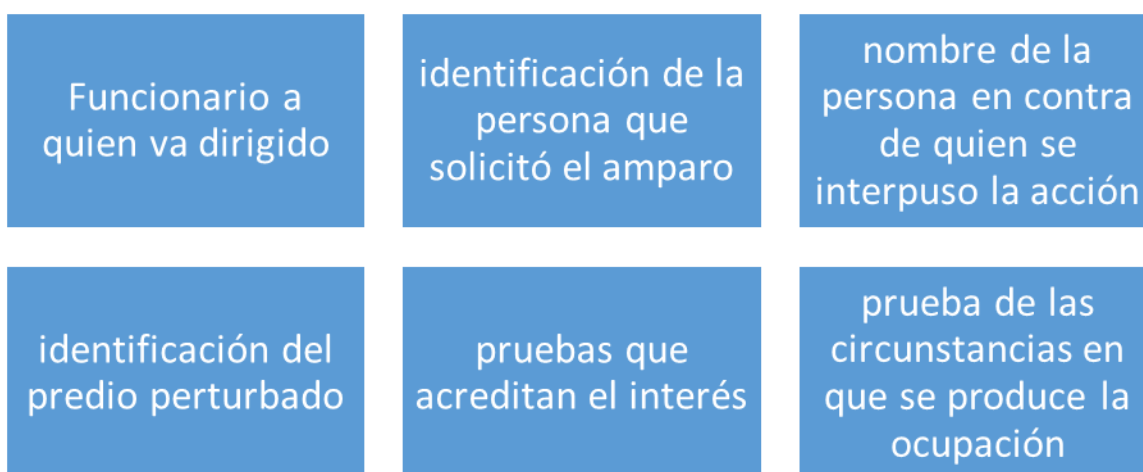 Funcionario a
quien va dirigido
identificación de la
persona que
solicitó el amparo
nombre de la
persona en contra
de quien se
interpuso la acción
identificación del
predio perturbado
pruebas que
acreditan el interés
prueba de las
circunstancias en
que se produce la
ocupación